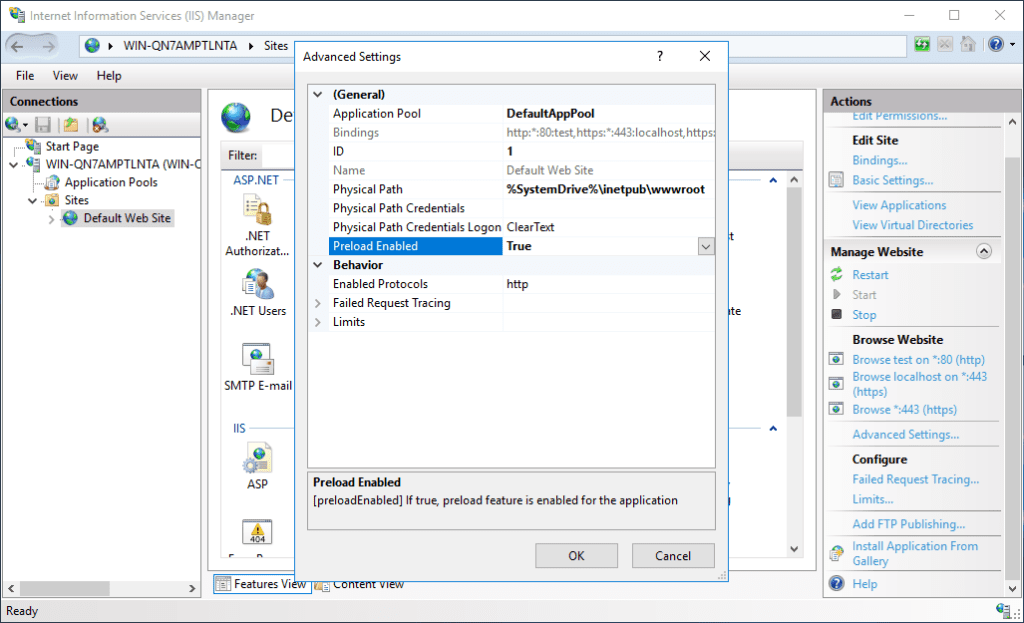 Internet Information Services (IIS) Manager
WIN-QN7AMPTLNTA
Sites
File View Help
Connections
Start Page
WIN-QN7AMPTLNTA (WIN-C
Application Pools
Sites
Default Web Site
De
Filter:
ASP.NET
.NET
Authorizat...
.NET Users
SMTP E-mail
IIS
ASP
404
Features View
Content View
Ready
Advanced Settings
?
(General)
Application Pool DefaultAppPool
Bindings http:*:80:test,https:*:443:localhost,https:
ID 1
Name Default Web Site
Physical Path %SystemDrive%\inetpub\wwwroot
Physical Path Credentials
Physical Path Credentials Logon ClearText
Preload Enabled True
Behavior
Enabled Protocols http
Failed Request Tracing
Limits
Preload Enabled
[preloadEnabled] If true, preload feature is enabled for the application
OK Cancel
Actions
Edit Permissions...
Edit Site
Bindings...
Basic Settings...
View Applications
View Virtual Directories
Manage Website
Restart
Start
Stop
Browse Website
Browse test on *:80 (http)
Browse localhost on *:443
(https)
Browse *:443 (https)
Advanced Settings...
Configure
Failed Request Tracing...
Limits...
Add FTP Publishing...
Install Application From
Gallery
Help